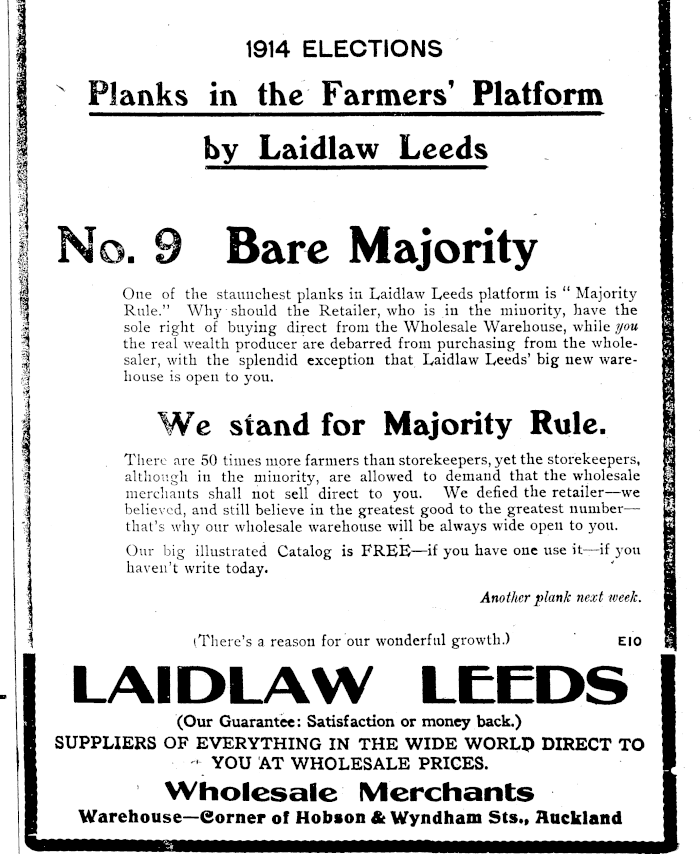 1914 ELECTIONS
Planks in the Farmers' Platform
by Laidlaw Leeds
No. 9 Bare Majority
One of the staunchest planks in Laidlaw Leeds platform is " Majority
Rule." Why should the Retailer, who is in the minority, have the
sole right of buying direct from the Wholesale Warehouse, while you
the real wealth producer are debarred from purchasing from the whole-
saler, with the splendid exception that Laidlaw Leeds' big new ware-
house is open to you.
We stand for Majority Rule.
There are 50 times more farmers than storekeepers, yet the storekeepers,
although in the minority, are allowed to demand that the wholesale
merchants shall not sell direct to you. We defied the retailer—we
believed, and still believe in the greatest good to the greatest number—
that's why our wholesale warehouse will be always wide open to you.
Our big illustrated Catalog is FREE—if you have one use it—if you
haven't write today.
Another plank next week.
(There's a reason for our wonderful growth.) E10
LAIDLAW LEEDS
(Our Guarantee: Satisfaction or money back.)
SUPPLIERS OF EVERYTHING IN THE WIDE WORLD DIRECT TO
YOU AT WHOLESALE PRICES.
Wholesale Merchants
Warehouse—Corner of Hobson & Wyndham Sts., Auckland